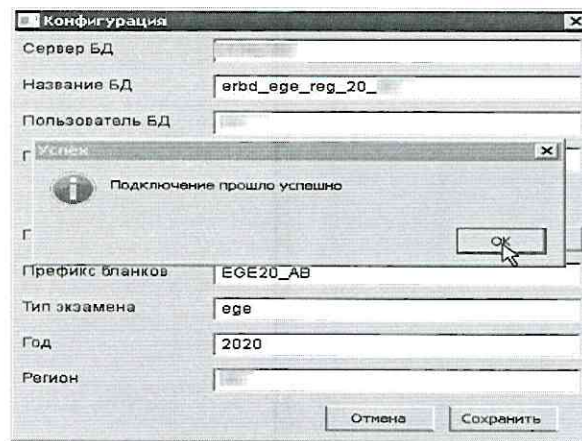 Конфигурация
Сервер БД
Название БД erbd_ege_reg_20_
Пользователь БД
П
Успех
Подключение прошло успешно
OK
П
Префикс бланков EGE20_AB
Тип экзамена ege
Год 2020
Регион
Отмена Сохранить